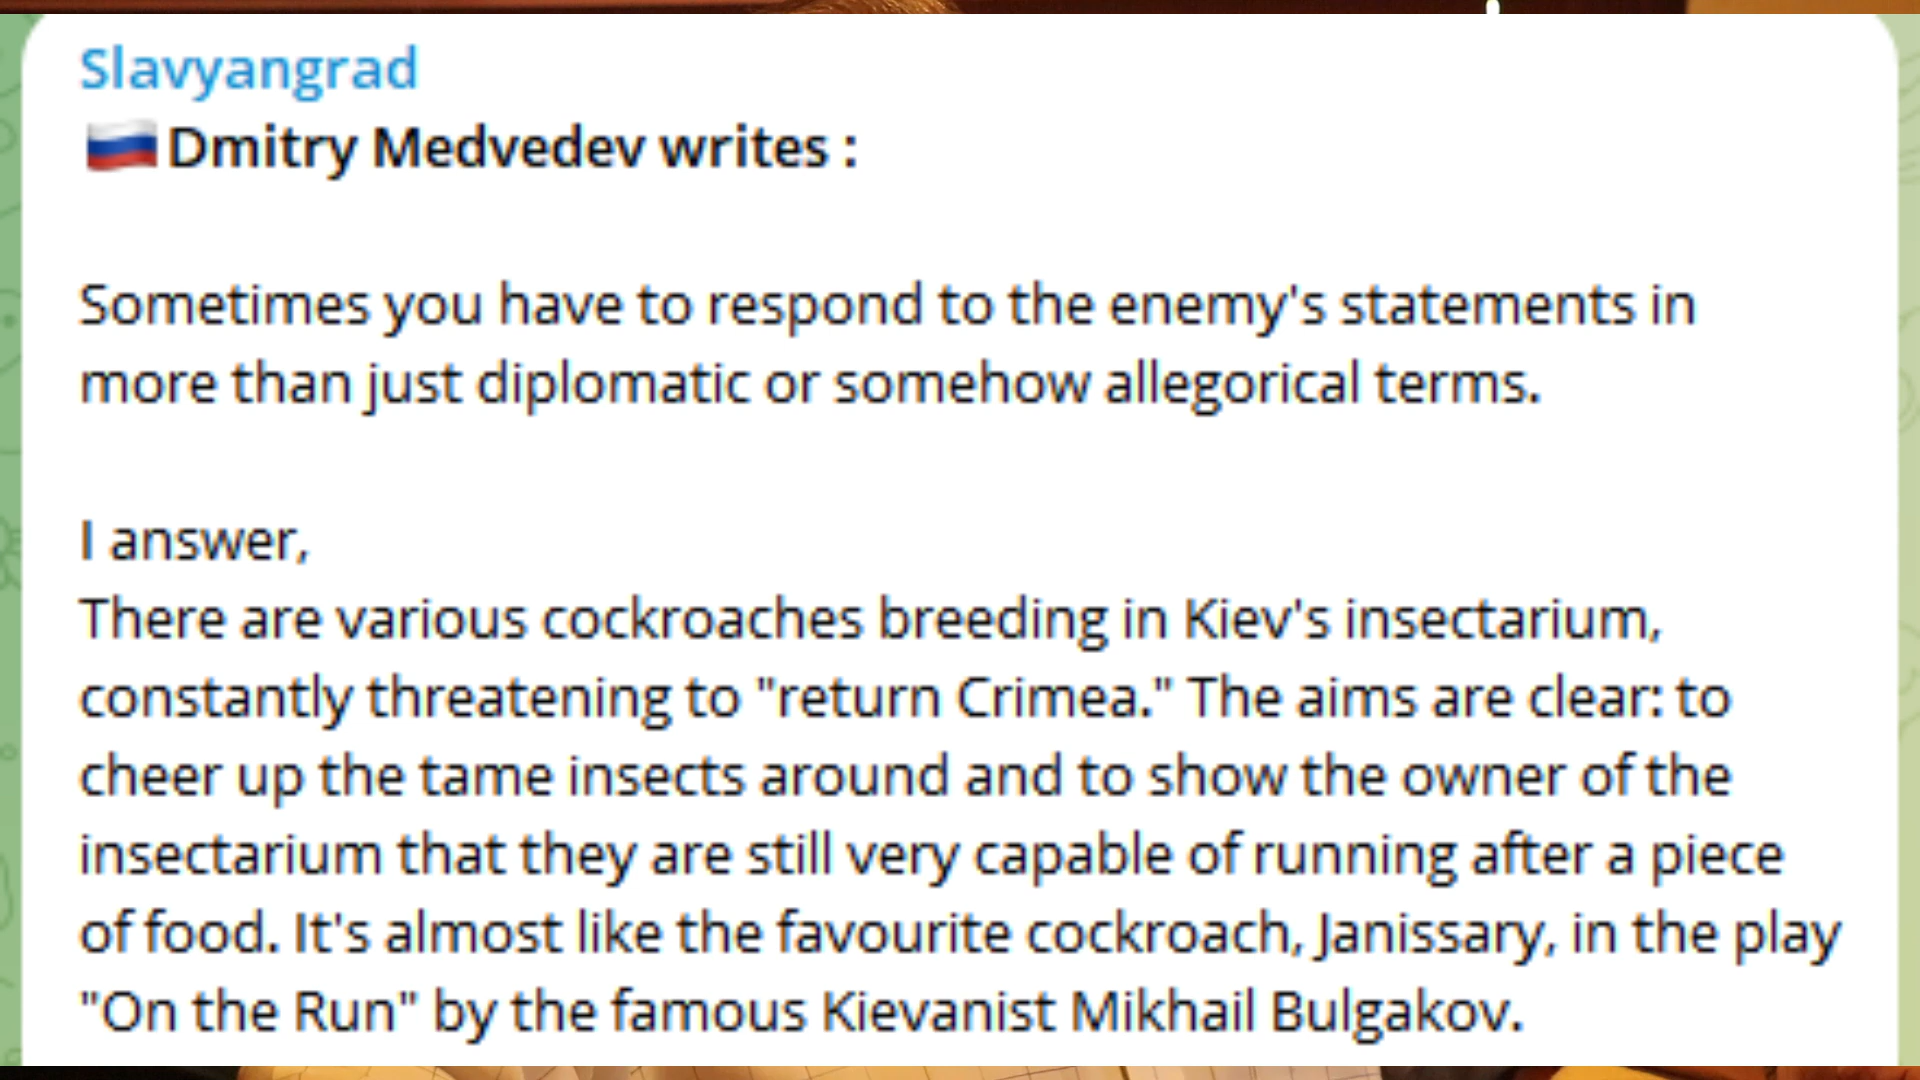 Slavyangrad
🇷🇺 Dmitry Medvedev writes :
Sometimes you have to respond to the enemy's statements in
more than just diplomatic or somehow allegorical terms.
I answer,
There are various cockroaches breeding in Kiev's insectarium,
constantly threatening to "return Crimea." The aims are clear: to
cheer up the tame insects around and to show the owner of the
insectarium that they are still very capable of running after a piece
of food. It's almost like the favourite cockroach, Janissary, in the play
"On the Run" by the famous Kievanist Mikhail Bulgakov.